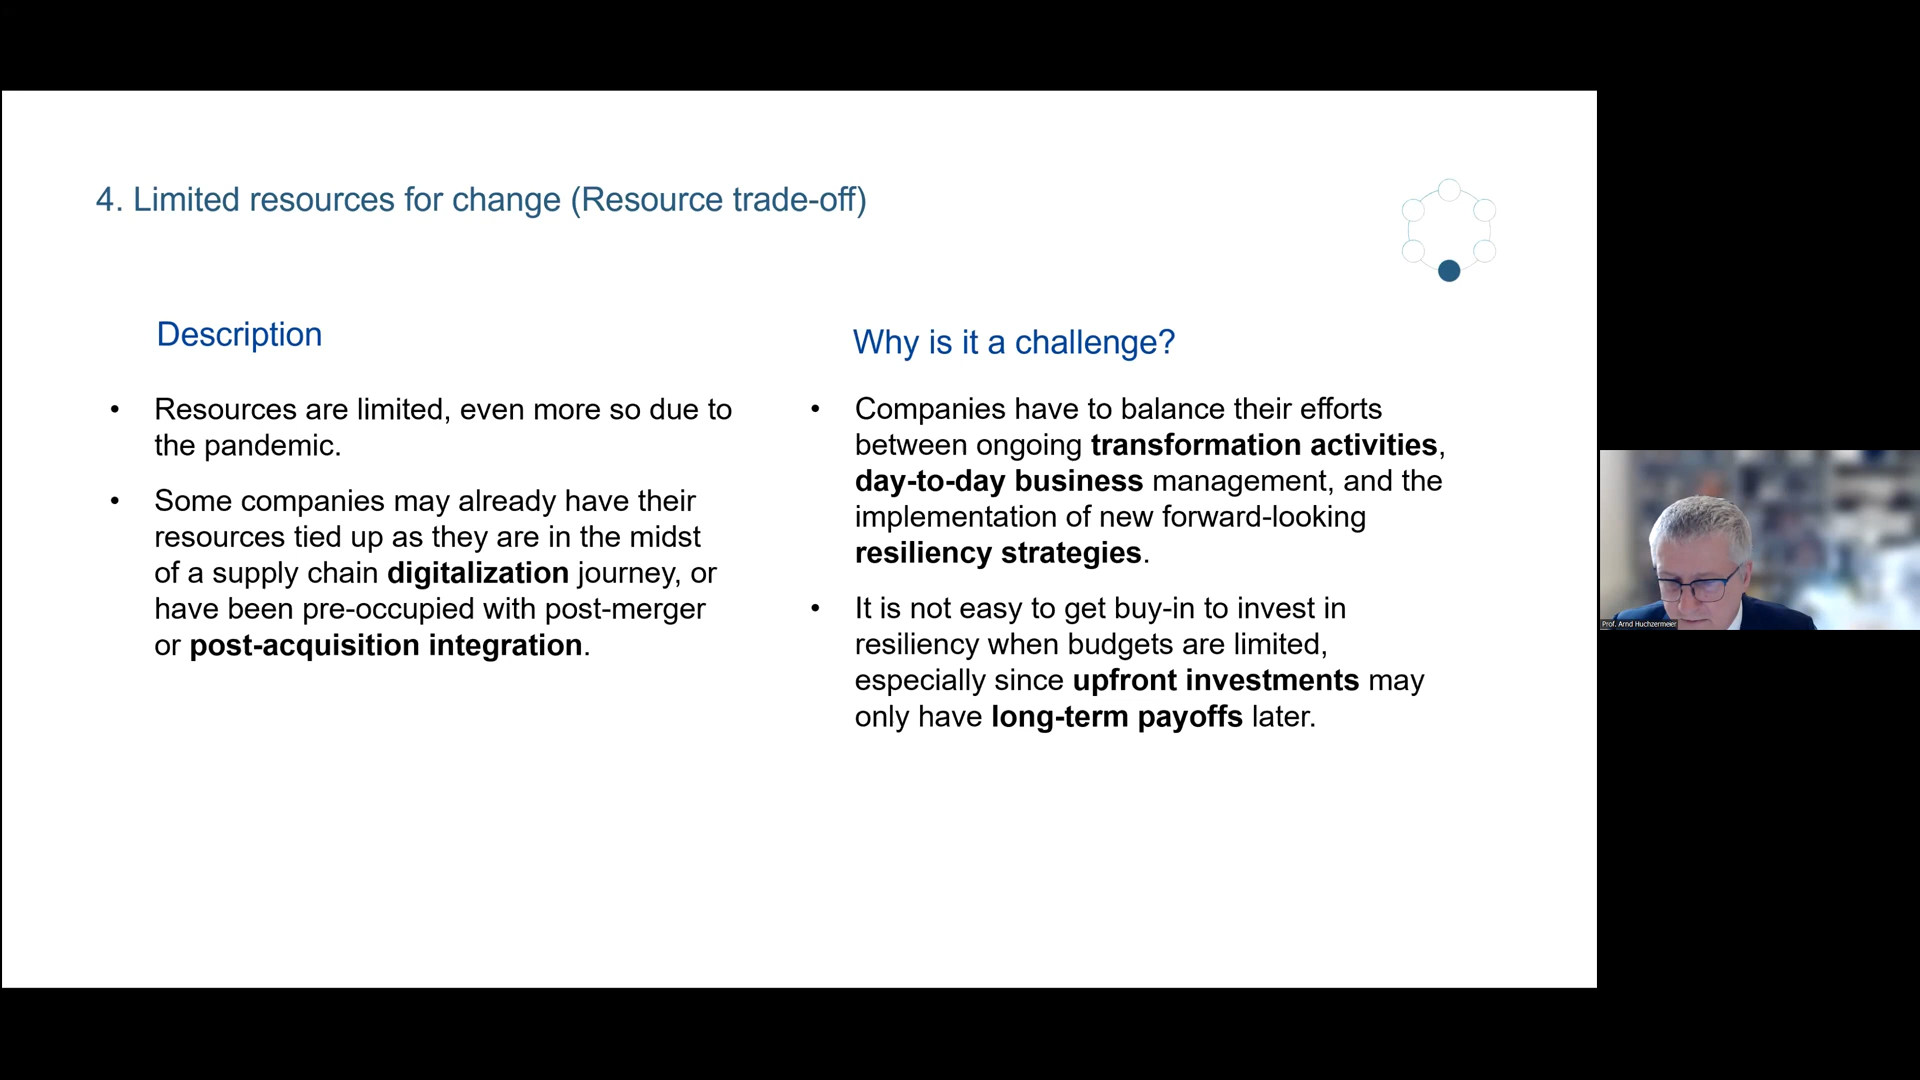 4. Limited resources for change (Resource trade-off)
Description
• Resources are limited, even more so due to
the pandemic.
• Some companies may already have their
resources tied up as they are in the midst
of a supply chain digitalization journey, or
have been pre-occupied with post-merger
or post-acquisition integration.
Why is it a challenge?
• Companies have to balance their efforts
between ongoing transformation activities,
day-to-day business management, and the
implementation of new forward-looking
resiliency strategies.
• It is not easy to get buy-in to invest in
resiliency when budgets are limited,
especially since upfront investments may
only have long-term payoffs later.
Prof. Arnd Huchzermeier